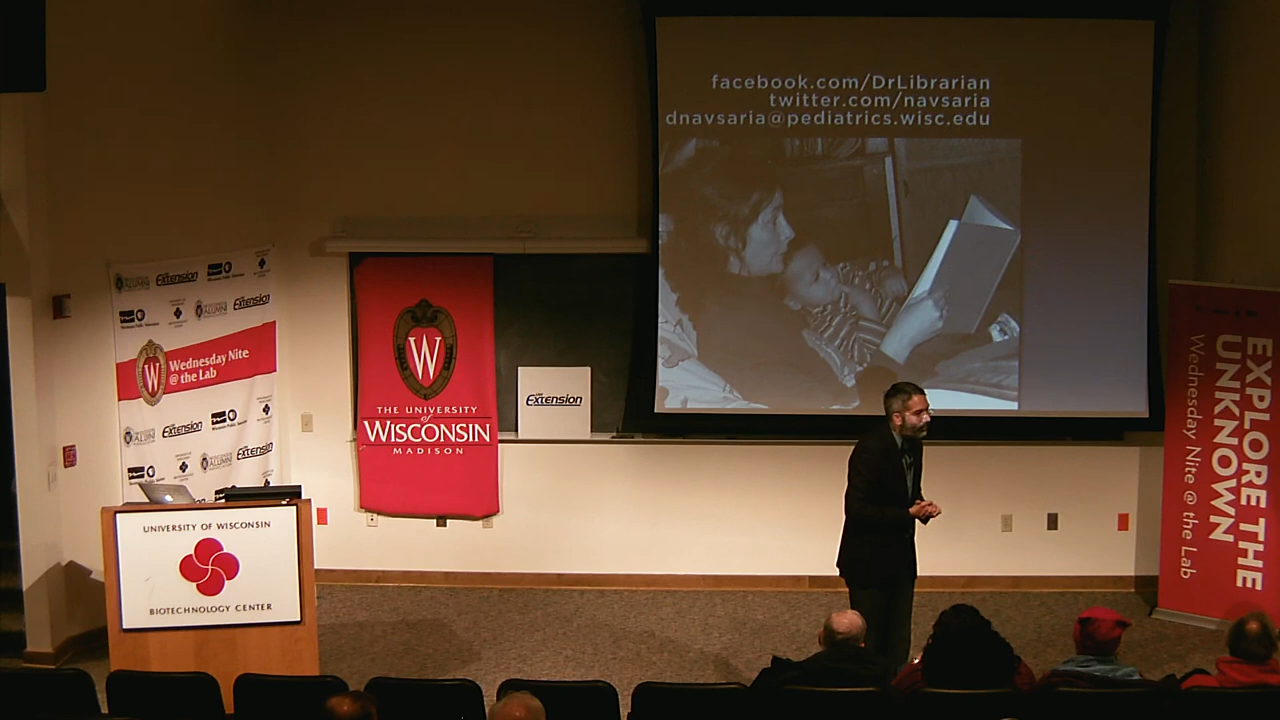 facebook.com/DrLibrarian
twitter.com/navsaria
dnavsaria@pediatrics.wisc.edu
Extension
Extension
W
Wednesday Nite
@ the Lab
Extension
Extension
W
THE UNIVERSITY
of
WISCONSIN
MADISON
Extension
UNIVERSITY OF WISCONSIN
BIOTECHNOLOGY CENTER
EXPLORE THE
UNKNOWN
Wednesday Nite @ the Lab